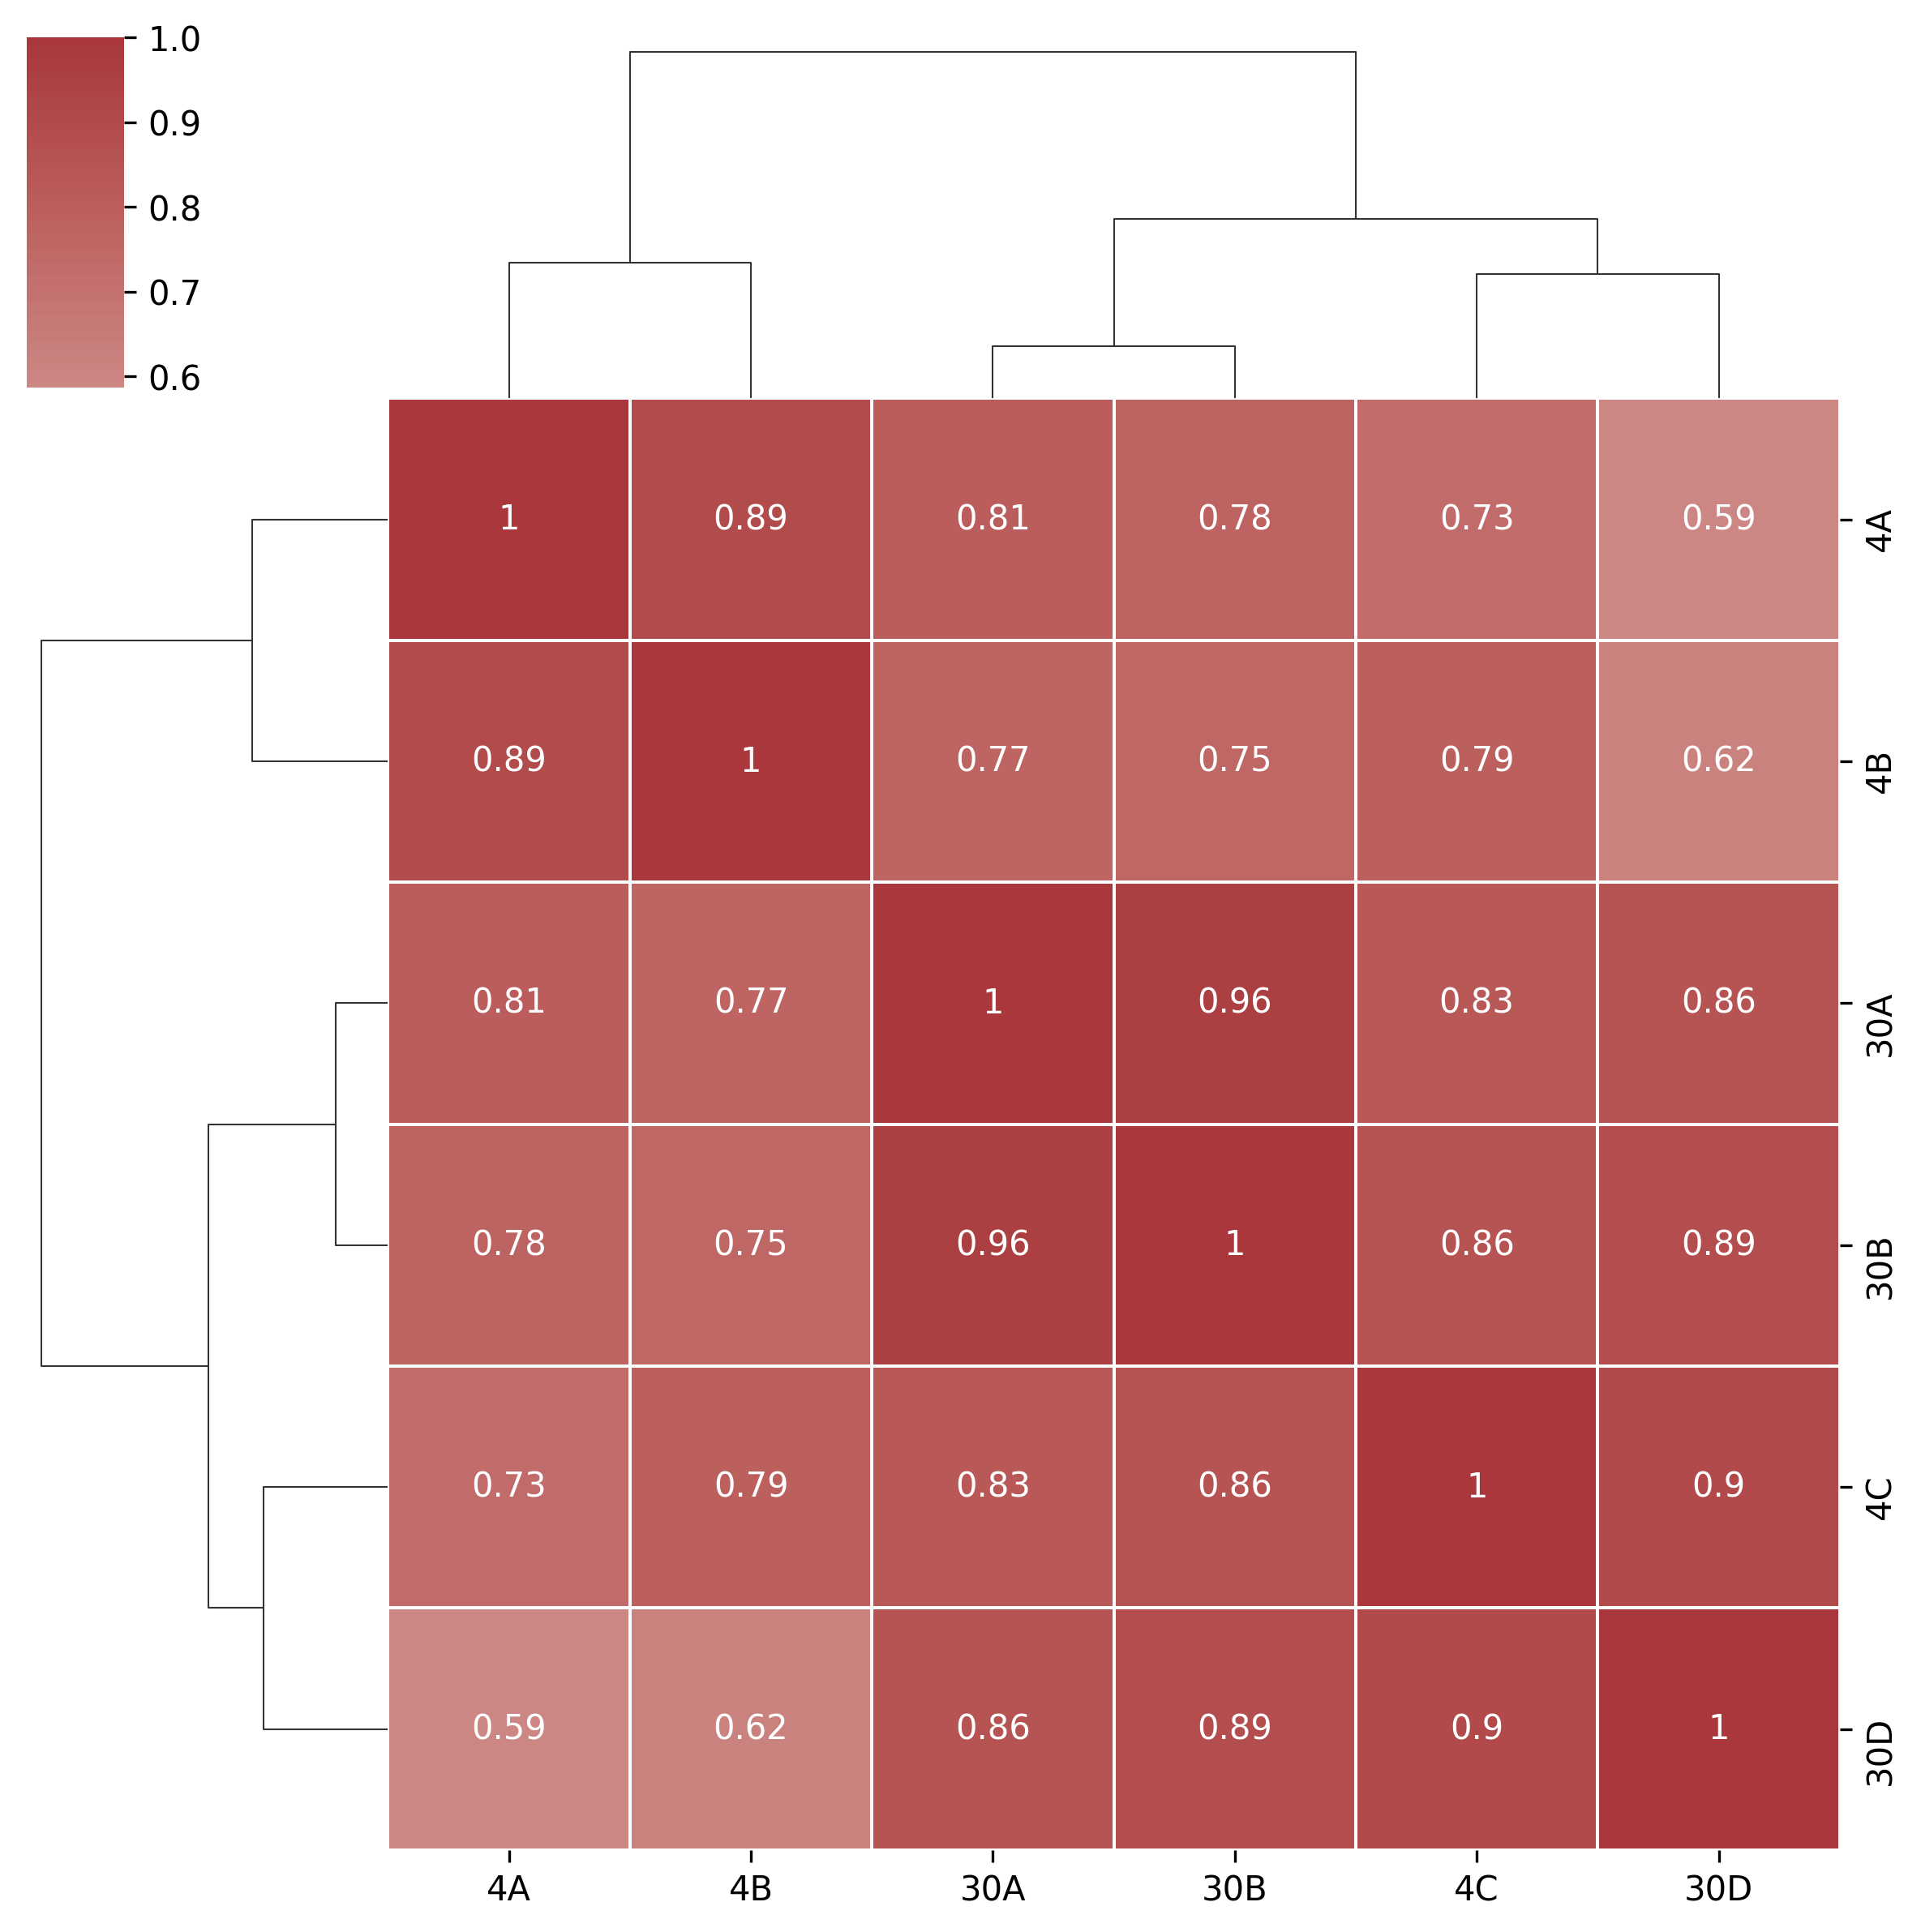 1.0
0.9
0.8
0.7
0.6
1 0.89 0.81 0.78 0.73 0.59 4A
0.89 1 0.77 0.75 0.79 0.62 4B
0.81 0.77 1 0.96 0.83 0.86 30A
0.78 0.75 0.96 1 0.86 0.89 30B
0.73 0.79 0.83 0.86 1 0.9 4C
0.59 0.62 0.86 0.89 0.9 1 30D
4A 4B 30A 30B 4C 30D